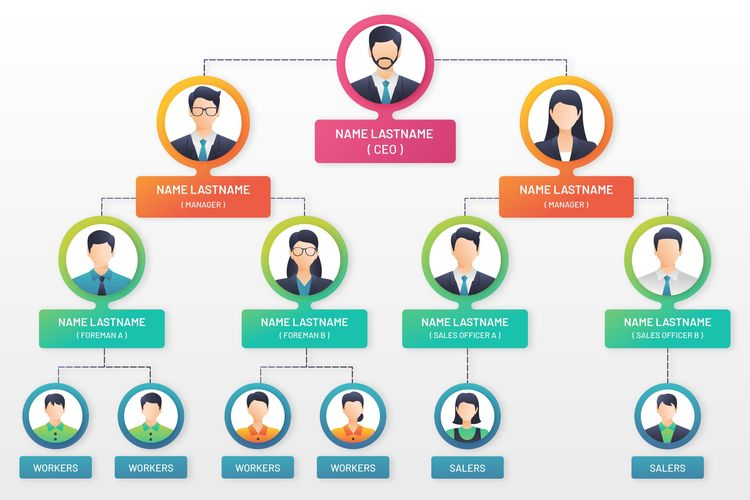 NAME LASTNAME
( CEO )
NAME LASTNAME
( MANAGER )
NAME LASTNAME
( MANAGER )
NAME LASTNAME
( FOREMAN A )
NAME LASTNAME
( FOREMAN B )
NAME LASTNAME
( SALES OFFICER A )
NAME LASTNAME
( SALES OFFICER B )
WORKERS
WORKERS
WORKERS
WORKERS
SALERS
SALERS